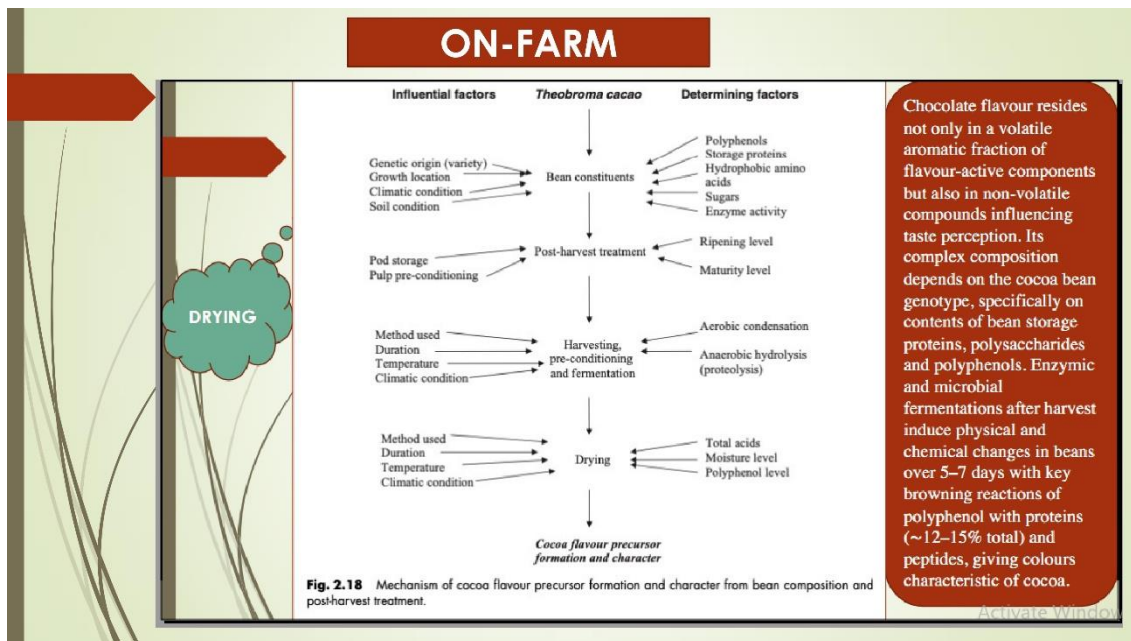 ON-FARM
DRYING
Influential factors Theobroma cacao Determining factors
Genetic origin (variety)
Growth location
Climatic condition
Soil condition
Bean constituents
Polyphenols
Storage proteins
Hydrophobic amino
acids
Sugars
Enzyme activity
Pod storage
Pulp pre-conditioning
Post-harvest treatment
Ripening level
Maturity level
Method used
Duration
Temperature
Climatic condition
Harvesting,
pre-conditioning
and fermentation
Aerobic condensation
Anaerobic hydrolysis
(proteolysis)
Method used
Duration
Temperature
Climatic condition
Drying
Total acids
Moisture level
Polyphenol level
Cocoa flavour precursor
formation and character
Fig. 2.18 Mechanism of cocoa flavour precursor formation and character from bean composition and
post-harvest treatment.
Chocolate flavour resides
not only in a volatile
aromatic fraction of
flavour-active components
but also in non-volatile
compounds influencing
taste perception. Its
complex composition
depends on the cocoa bean
genotype, specifically on
contents of bean storage
proteins, polysaccharides
and polyphenols. Enzymic
and microbial
fermentations after harvest
induce physical and
chemical changes in beans
over 5–7 days with key
browning reactions of
polyphenol with proteins
(~12–15% total) and
peptides, giving colours
characteristic of cocoa.
Activate Window